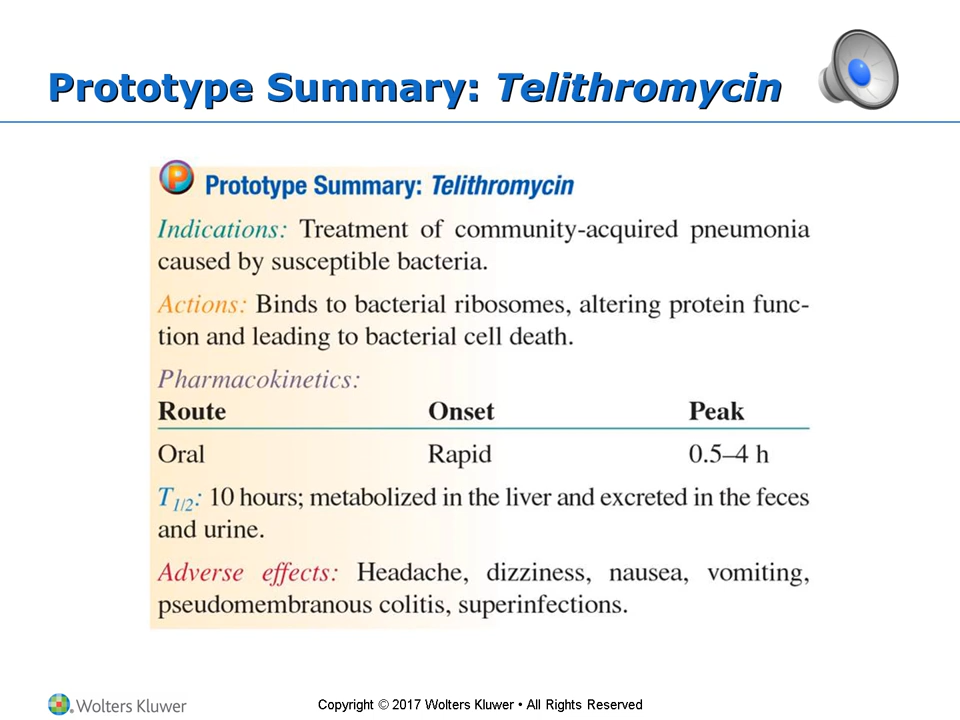 Prototype Summary: Telithromycin
P Prototype Summary: Telithromycin
Indications: Treatment of community-acquired pneumonia
caused by susceptible bacteria.
Actions: Binds to bacterial ribosomes, altering protein func-
tion and leading to bacterial cell death.
Pharmacokinetics:
Route Onset Peak
Oral Rapid 0.5–4 h
T1/2: 10 hours; metabolized in the liver and excreted in the feces
and urine.
Adverse effects: Headache, dizziness, nausea, vomiting,
pseudomembranous colitis, superinfections.
Wolters Kluwer
Copyright © 2017 Wolters Kluwer • All Rights Reserved